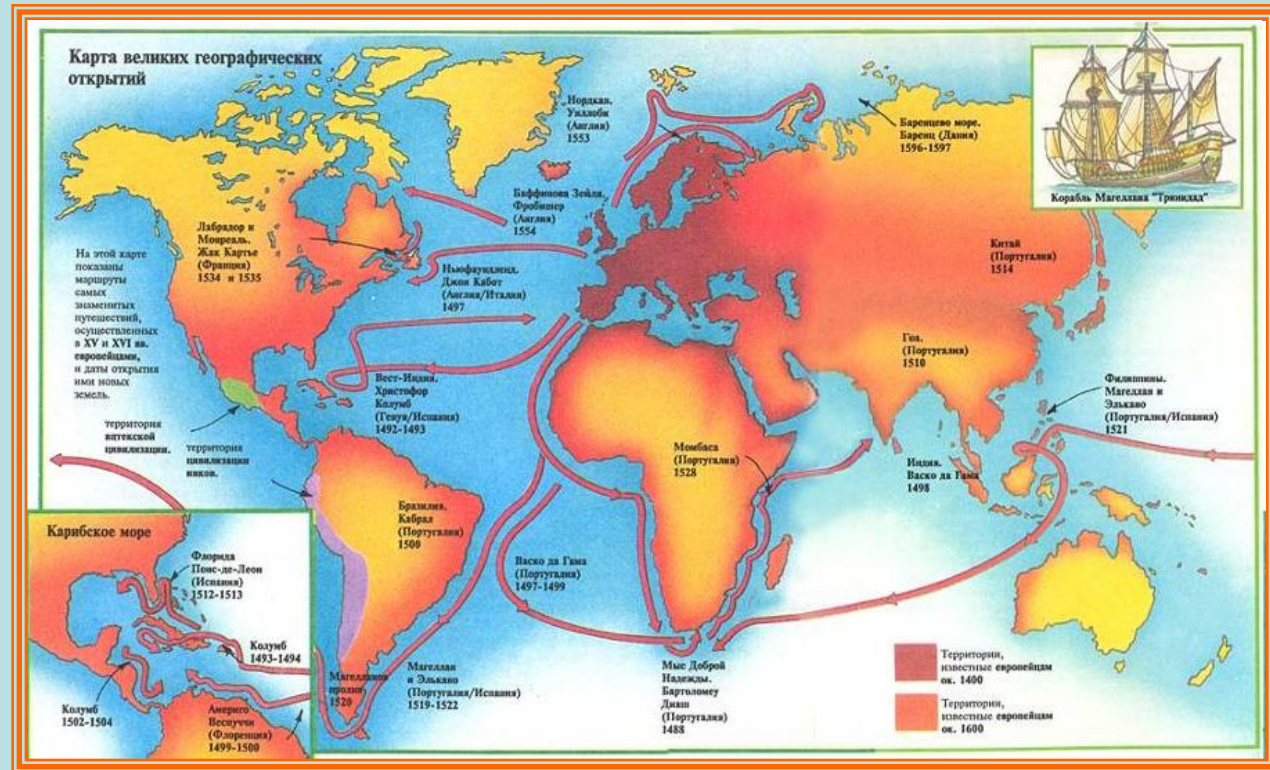 Карта великих географических
открытий
На этой карте
показаны
маршруты
самых
знаменитых
путешествий,
осуществленных
в XV и XVI вв.
европейцами,
и даты открытия
ими новых
земель.
Лабрадор и
Монреаль.
Жак Картье
(Франция)
1534 и 1535
Нордкап.
Уиллоби
(Англия)
1553
Баффинова Земля.
Фробишер
(Англия)
1554
Ньюфаундленд.
Джон Кабот
(Англия/Италия)
1497
Баренцево море.
Баренц (Дания)
1596-1597
Корабль Магеллана "Тринидад"
Китай
(Португалия)
1514
Гоа.
(Португалия)
1510
Филиппины.
Магеллан и
Элькано
(Португалия/Испания)
1521
Вест-Индия.
Христофор
Колумб
(Генуя/Испания)
1492-1493
территория
ацтекской
цивилизации.
территория
цивилизации
инков.
Момбаса
(Португалия)
1528
Индия.
Васко да Гама
1498
Бразилия.
Кабрал
(Португалия)
1500
Васко да Гама
(Португалия)
1497-1499
Карибское море
Флорида
Понс-де-Леон
(Испания)
1512-1513
Колумб
1493-1494
Колумб
1502-1504
Америго
Веспуччи
(Флоренция)
1499-1500
Магелланов
пролив
1520
Магеллан
и Элькано
(Португалия/Испания)
1519-1522
Мыс Доброй
Надежды.
Бартоломеу
Диаш
(Португалия)
1488
Территории,
известные европейцам
ок. 1400
Территории,
известные европейцам
ок. 1600